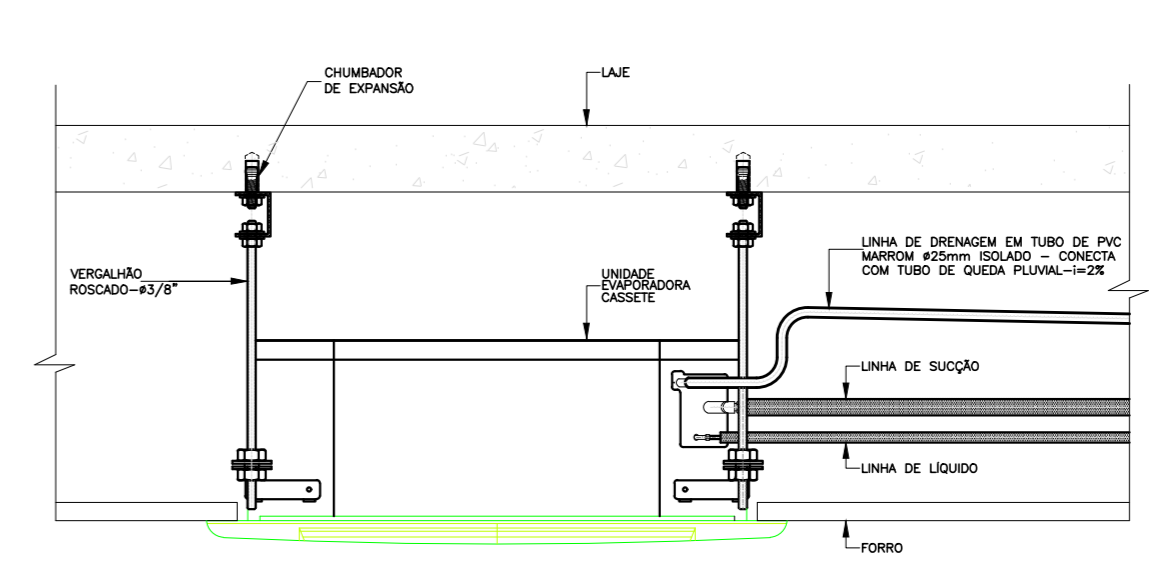 CHUMBADOR
DE EXPANSÃO
LAJE
LINHA DE DRENAGEM EM TUBO DE PVC
MARROM ø25mm ISOLADO - CONECTA
COM TUBO DE QUEDA PLUVIAL-i=2%
VERGALHÃO
ROSCADO-ø3/8"
UNIDADE
EVAPORADORA
CASSETE
LINHA DE SUCÇÃO
LINHA DE LÍQUIDO
FORRO